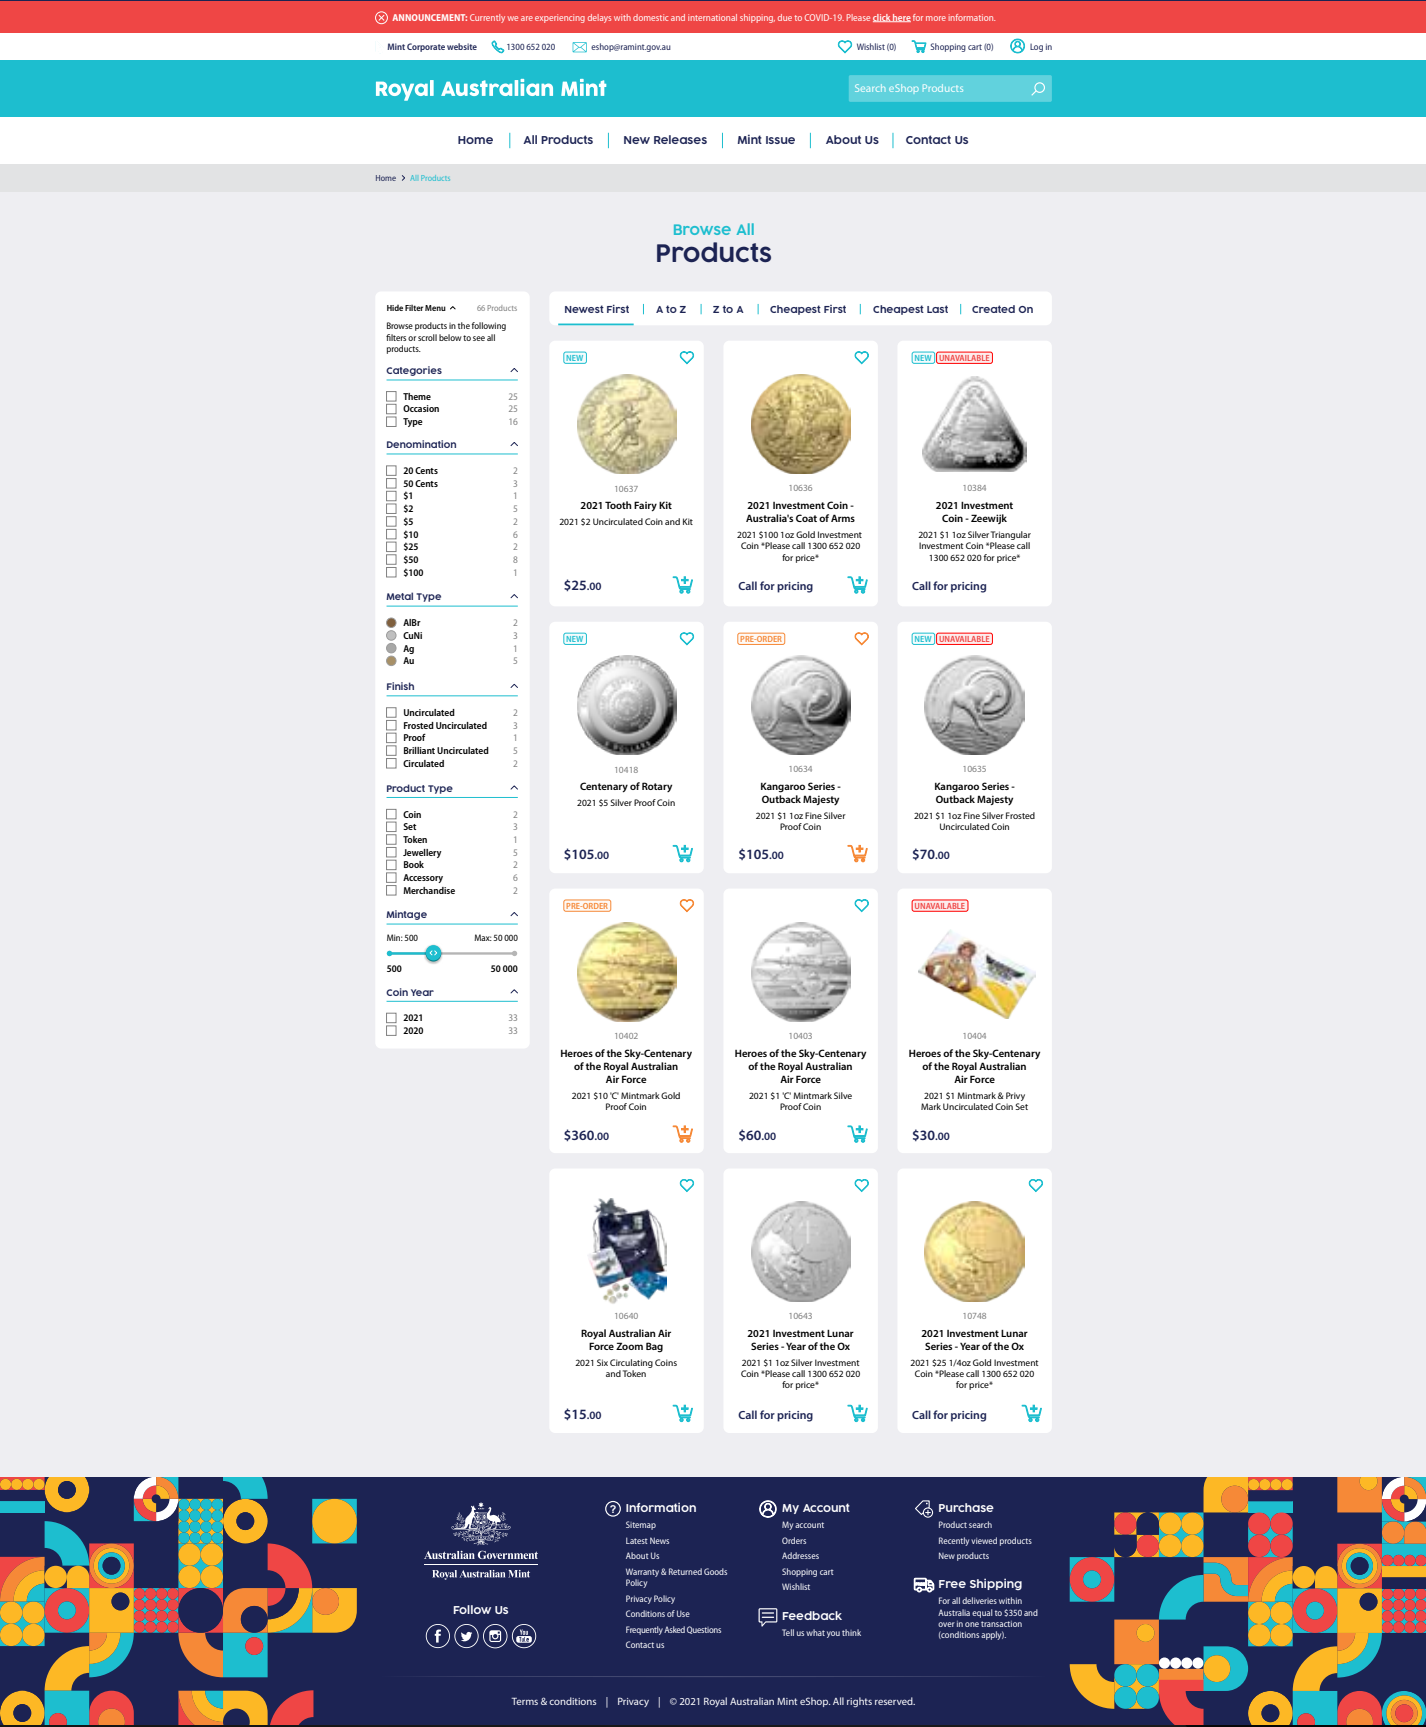 ANNOUNCEMENT: Currently we are experiencing delays with domestic and international shipping, due to COVID-19. Please click here for more information.
Mint Corporate website 1300 652 020 eshop@ramint.gov.au Wishlist (0) Shopping cart (0) Log in
Royal Australian Mint Search eShop Products
Home | All Products | New Releases | Mint Issue | About Us | Contact Us
Home > All Products
Browse All
Products
Hide Filter Menu 66 Products
Browse products in the following
filters or scroll below to see all
products.
Categories
Theme 25
Occasion 25
Type 16
Denomination
20 Cents 2
50 Cents 3
$1 1
$2 5
$5 2
$10 6
$25 2
$50 8
$100 1
Metal Type
AlBr 2
CuNi 3
Ag 1
Au 5
Finish
Uncirculated 2
Frosted Uncirculated 3
Proof 1
Brilliant Uncirculated 5
Circulated 2
Product Type
Coin 2
Set 3
Token 1
Jewellery 5
Book 2
Accessory 6
Merchandise 2
Mintage
Min: 500 Max: 50 000
500 50 000
Coin Year
2021 33
2020 33
Newest First | A to Z | Z to A | Cheapest First | Cheapest Last | Created On
NEW
10637
2021 Tooth Fairy Kit
2021 $2 Uncirculated Coin and Kit
$25.00
10636
2021 Investment Coin -
Australia's Coat of Arms
2021 $100 1oz Gold Investment
Coin *Please call 1300 652 020
for price*
Call for pricing
NEW UNAVAILABLE
10384
2021 Investment
Coin - Zeewijk
2021 $1 1oz Silver Triangular
Investment Coin *Please call
1300 652 020 for price*
Call for pricing
NEW
10418
Centenary of Rotary
2021 $5 Silver Proof Coin
$105.00
PRE-ORDER
10634
Kangaroo Series -
Outback Majesty
2021 $1 1oz Fine Silver
Proof Coin
$105.00
NEW UNAVAILABLE
10635
Kangaroo Series -
Outback Majesty
2021 $1 1oz Fine Silver Frosted
Uncirculated Coin
$70.00
PRE-ORDER
10402
Heroes of the Sky-Centenary
of the Royal Australian
Air Force
2021 $10 'C' Mintmark Gold
Proof Coin
$360.00
10403
Heroes of the Sky-Centenary
of the Royal Australian
Air Force
2021 $1 'C' Mintmark Silve
Proof Coin
$60.00
UNAVAILABLE
10404
Heroes of the Sky-Centenary
of the Royal Australian
Air Force
2021 $1 Mintmark & Privy
Mark Uncirculated Coin Set
$30.00
10640
Royal Australian Air
Force Zoom Bag
2021 Six Circulating Coins
and Token
$15.00
10643
2021 Investment Lunar
Series - Year of the Ox
2021 $1 1oz Silver Investment
Coin *Please call 1300 652 020
for price*
Call for pricing
10748
2021 Investment Lunar
Series - Year of the Ox
2021 $25 1/4oz Gold Investment
Coin *Please call 1300 652 020
for price*
Call for pricing
Australian Government
Royal Australian Mint
Follow Us
You
Tube
Information
Sitemap
Latest News
About Us
Warranty & Returned Goods
Policy
Privacy Policy
Conditions of Use
Frequently Asked Questions
Contact us
My Account
My account
Orders
Addresses
Shopping cart
Wishlist
Feedback
Tell us what you think
Purchase
Product search
Recently viewed products
New products
Free Shipping
For all deliveries within
Australia equal to $350 and
over in one transaction
(conditions apply).
Terms & conditions | Privacy | © 2021 Royal Australian Mint eShop. All rights reserved.